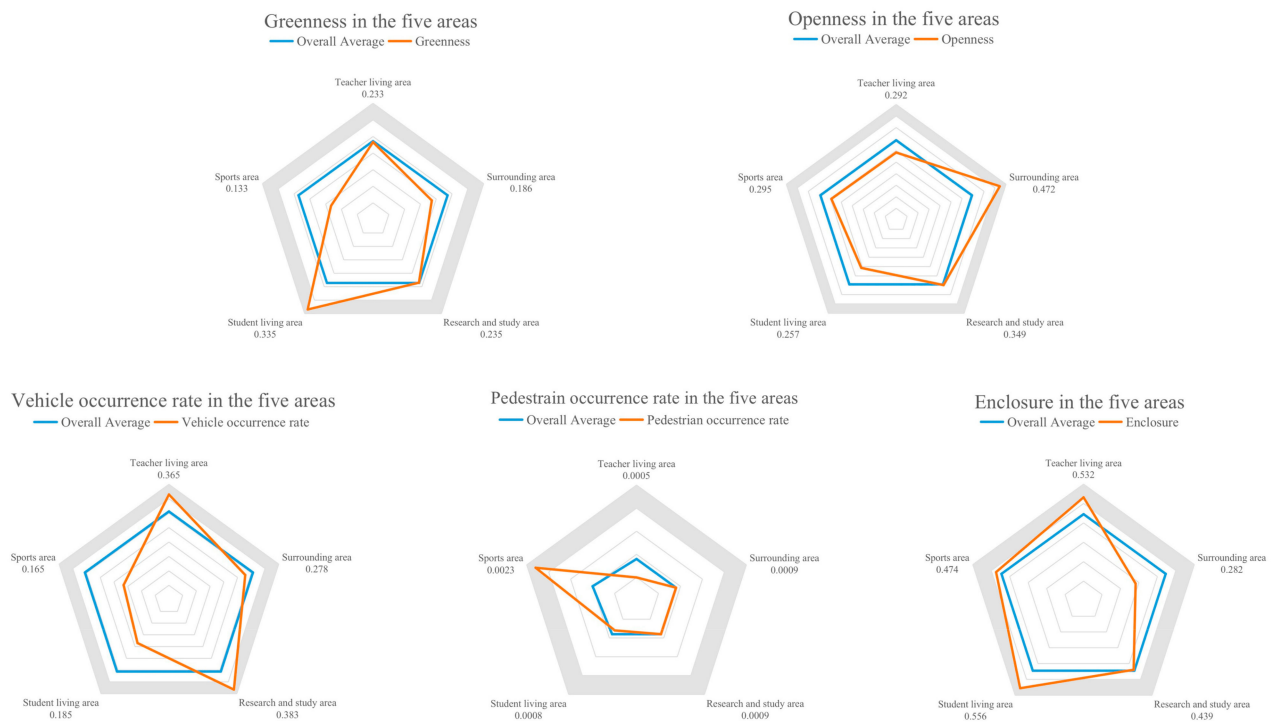 Greenness in the five areas
Overall Average Greenness
Teacher living area
0.233
Sports area
0.133
Surrounding area
0.186
Student living area
0.335
Research and study area
0.235
Openness in the five areas
Overall Average Openness
Teacher living area
0.292
Sports area
0.295
Surrounding area
0.472
Student living area
0.257
Research and study area
0.349
Vehicle occurrence rate in the five areas
Overall Average Vehicle occurrence rate
Teacher living area
0.365
Sports area
0.165
Surrounding area
0.278
Student living area
0.185
Research and study area
0.383
Pedestrain occurrence rate in the five areas
Overall Average Pedestrian occurrence rate
Teacher living area
0.0005
Sports area
0.0023
Surrounding area
0.0009
Student living area
0.0008
Research and study area
0.0009
Enclosure in the five areas
Overall Average Enclosure
Teacher living area
0.532
Sports area
0.474
Surrounding area
0.282
Student living area
0.556
Research and study area
0.439